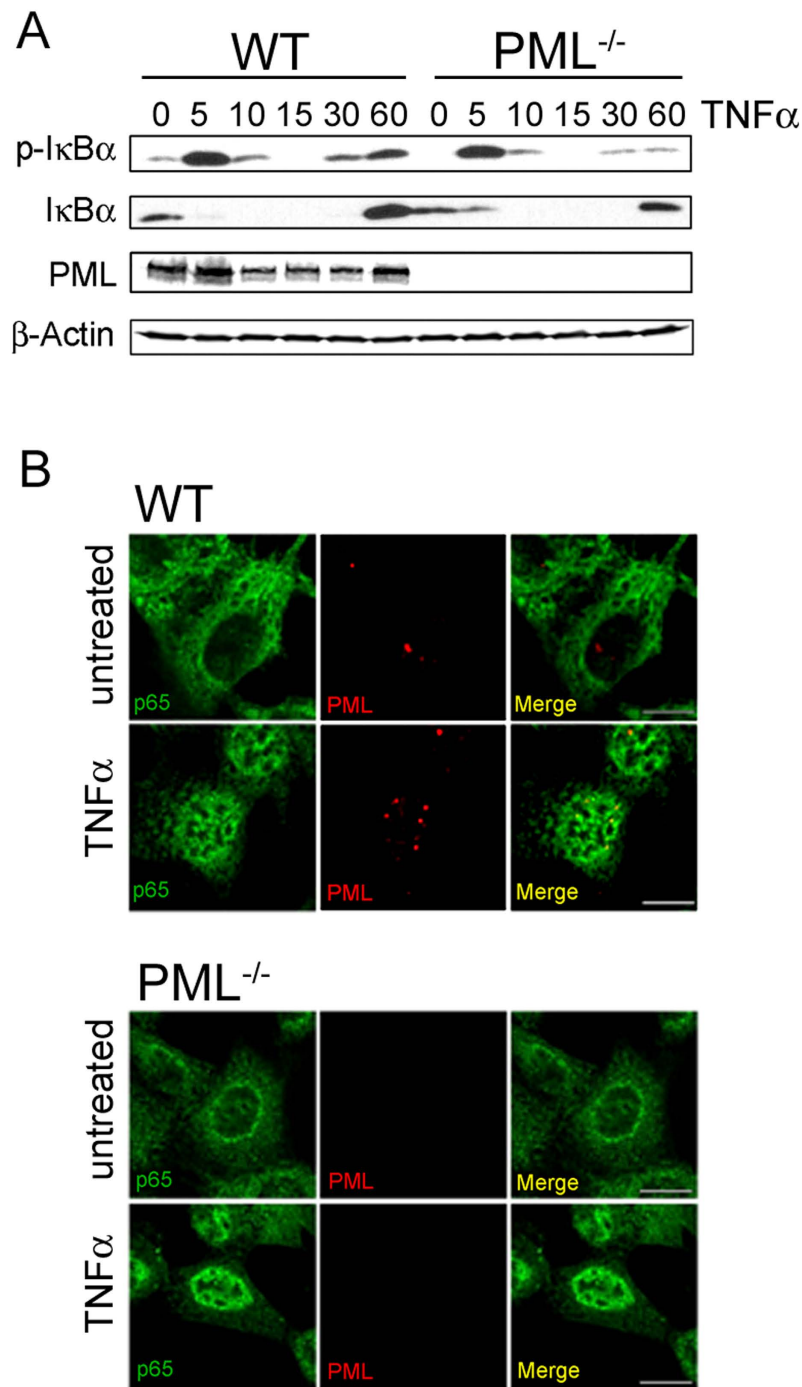 A
WT PML-/-
0 5 10 15 30 60 0 5 10 15 30 60 TNFα
p-IκBα
IκBα
PML
β-Actin
B
WT
untreated
p65 PML Merge
TNFα
p65 PML Merge
PML-/-
untreated
p65 PML Merge
TNFα
p65 PML Merge